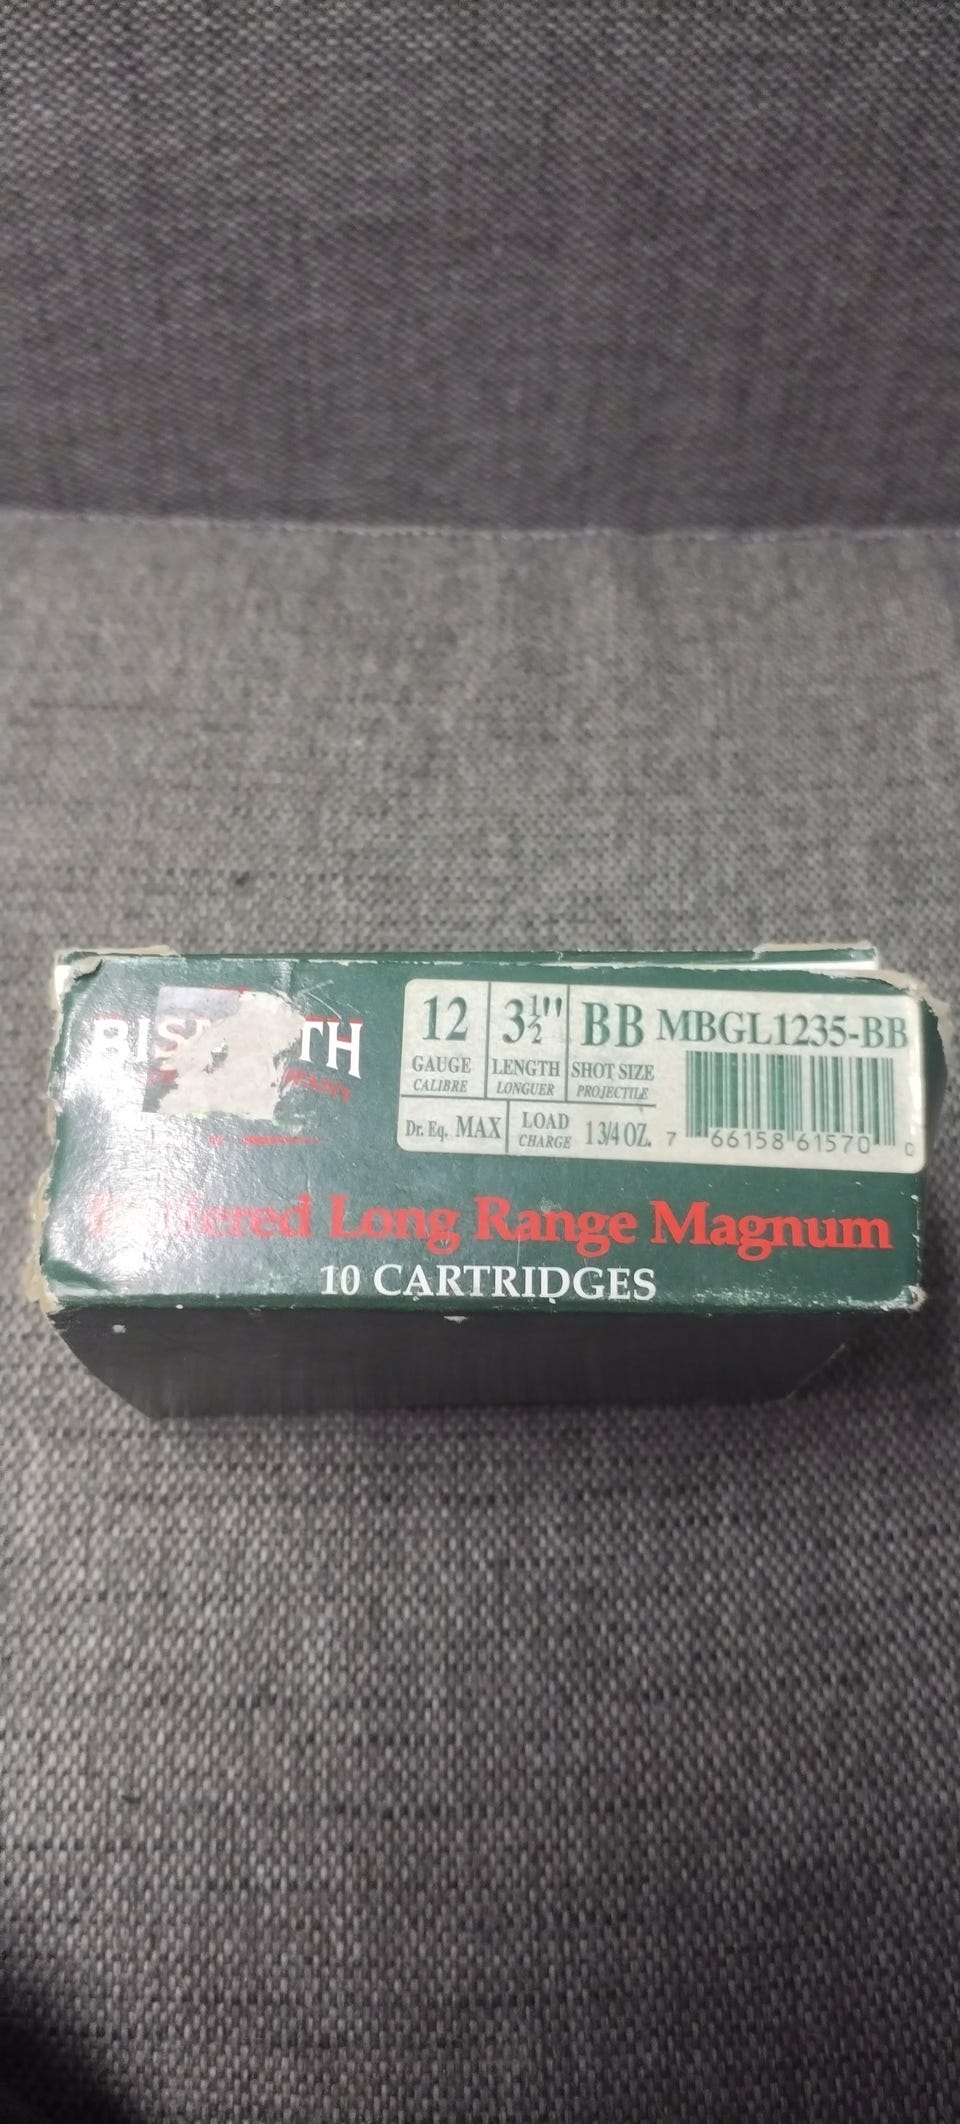 12 3½" BB MBGL1235-BB
GAUGE LENGTH SHOT SIZE
CALIBRE LONGUER PROJECTILE
Dr. Eq. MAX LOAD CHARGE 1 3/4 OZ.
7 66158 61570 0
Long Range Magnum
10 CARTRIDGES